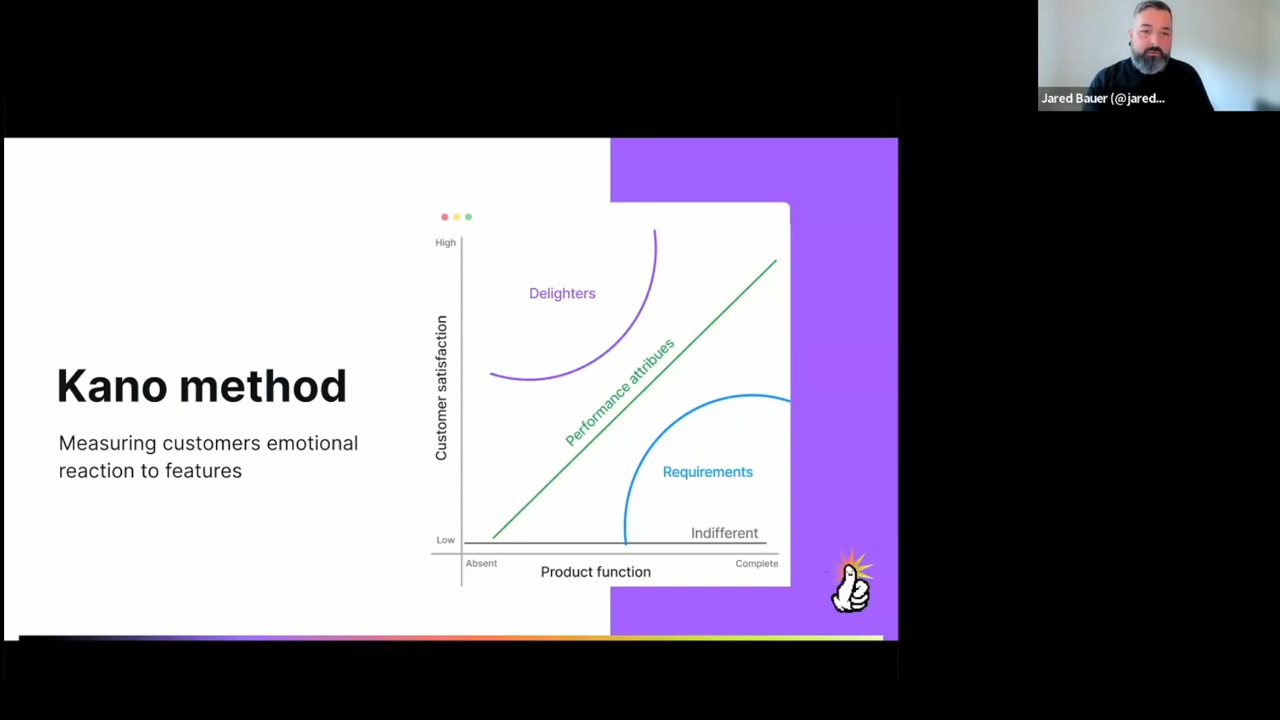 Jared Bauer (@jared...
Kano method
Measuring customers emotional
reaction to features
High
Customer satisfaction
Low
Delighters
Performance attribues
Requirements
Indifferent
Absent
Product function
Complete